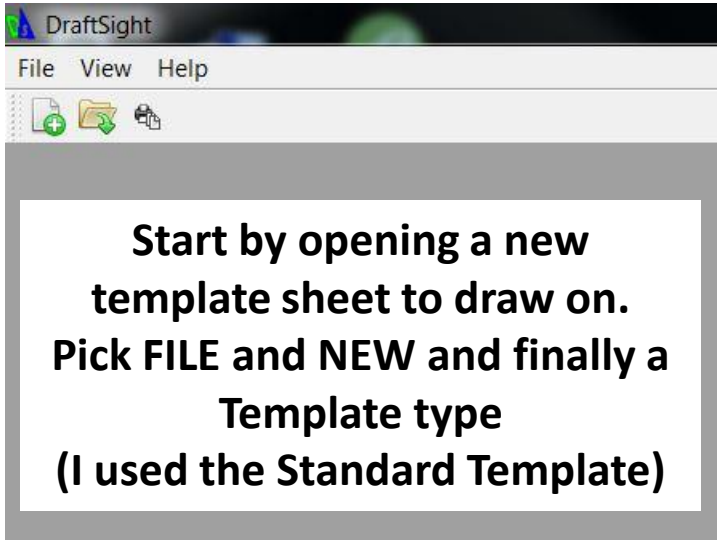 DraftSight
File View Help
Start by opening a new
template sheet to draw on.
Pick FILE and NEW and finally a
Template type
(I used the Standard Template)